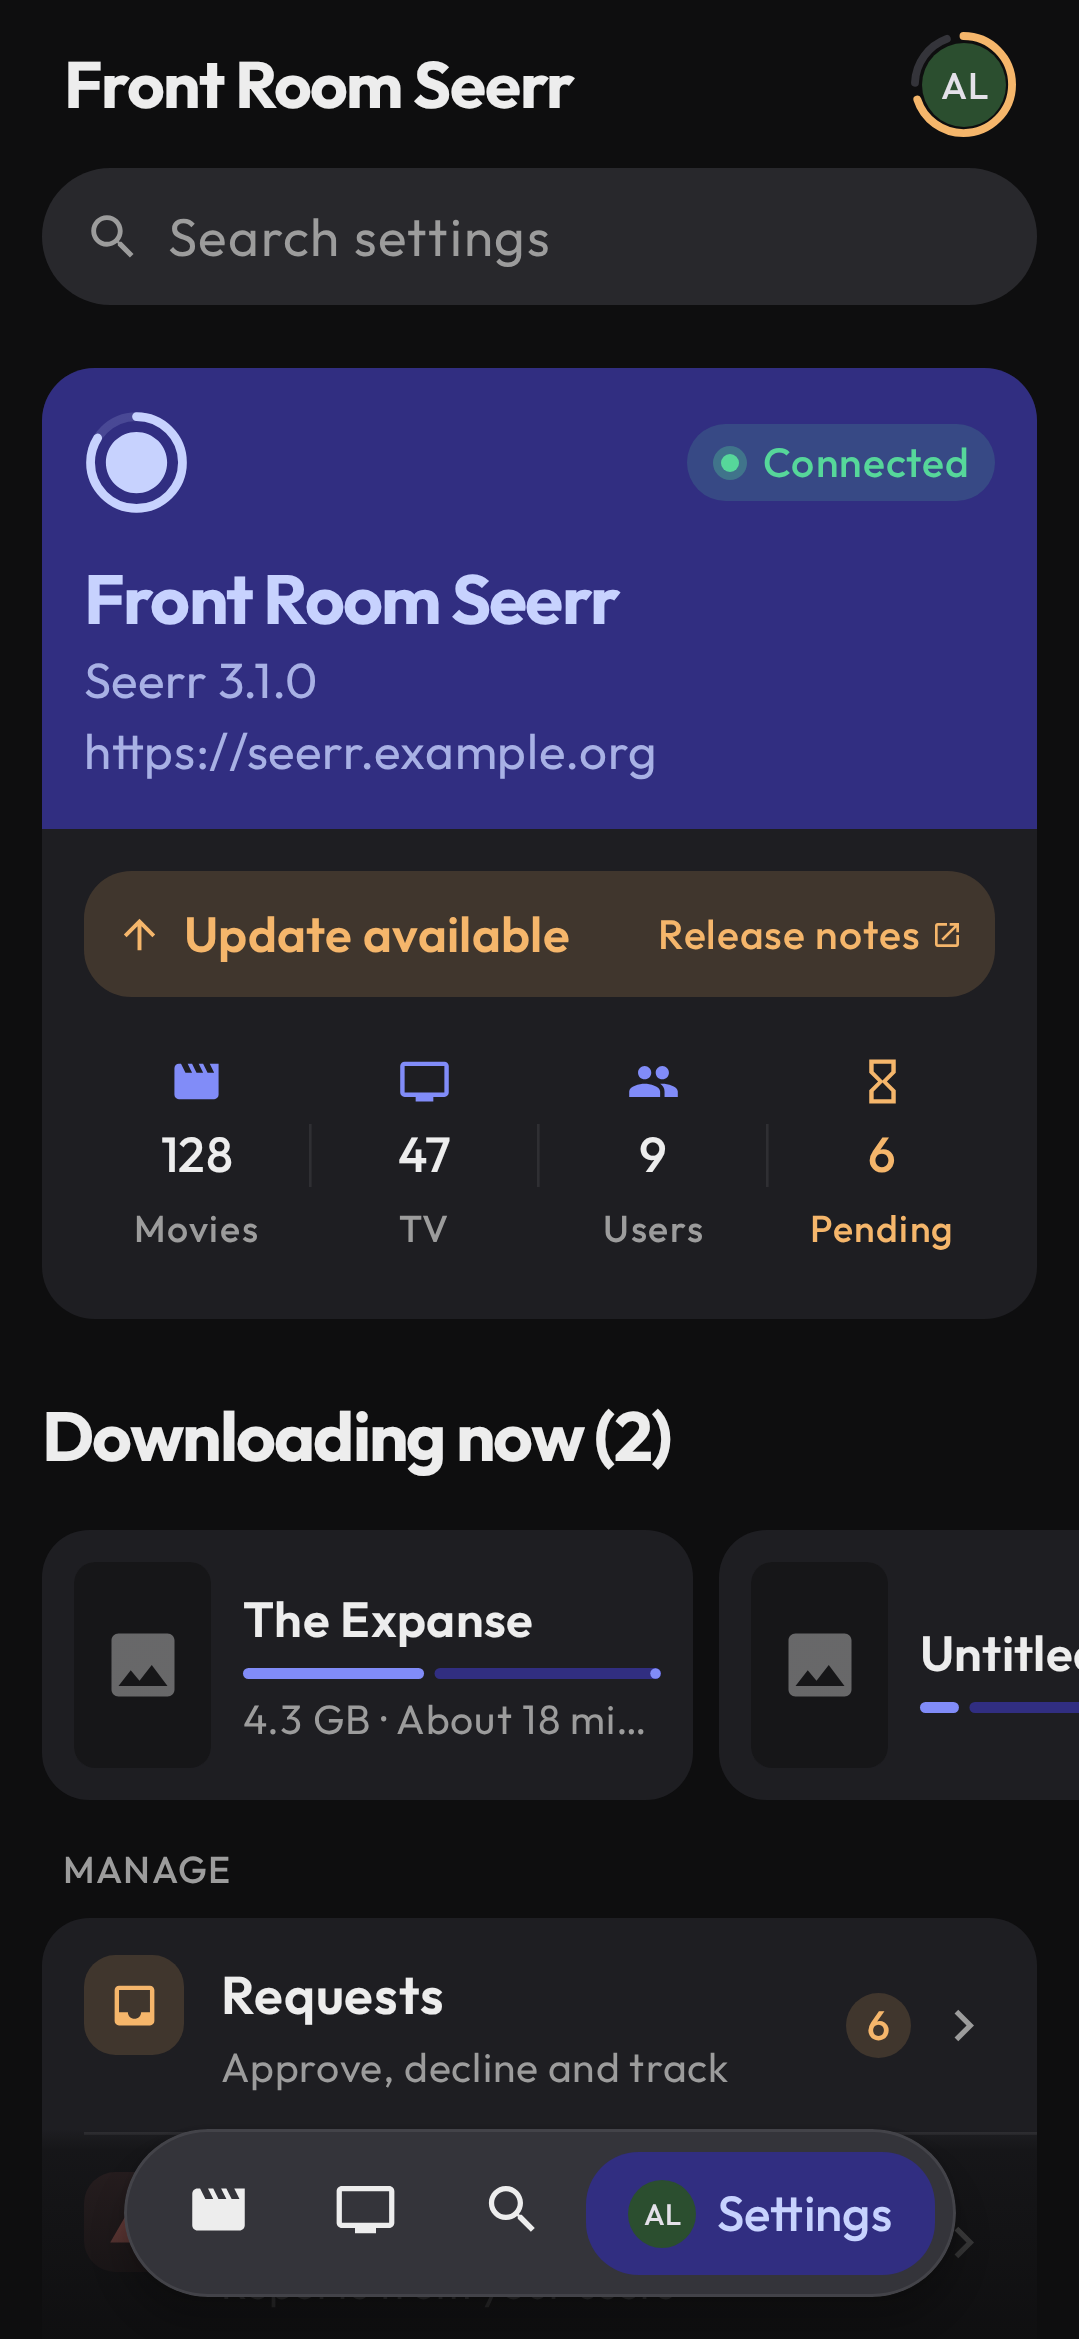 Front Room Seerr
AL
Search settings
Connected
Front Room Seerr
Seerr 3.1.0
https://seerr.example.org
Update available
Release notes
128
47
9
6
Movies
TV
Users
Pending
Downloading now (2)
The Expanse
4.3 GB · About 18 mi...
Untitled
MANAGE
Requests
Approve, decline and track
6
AL
Settings